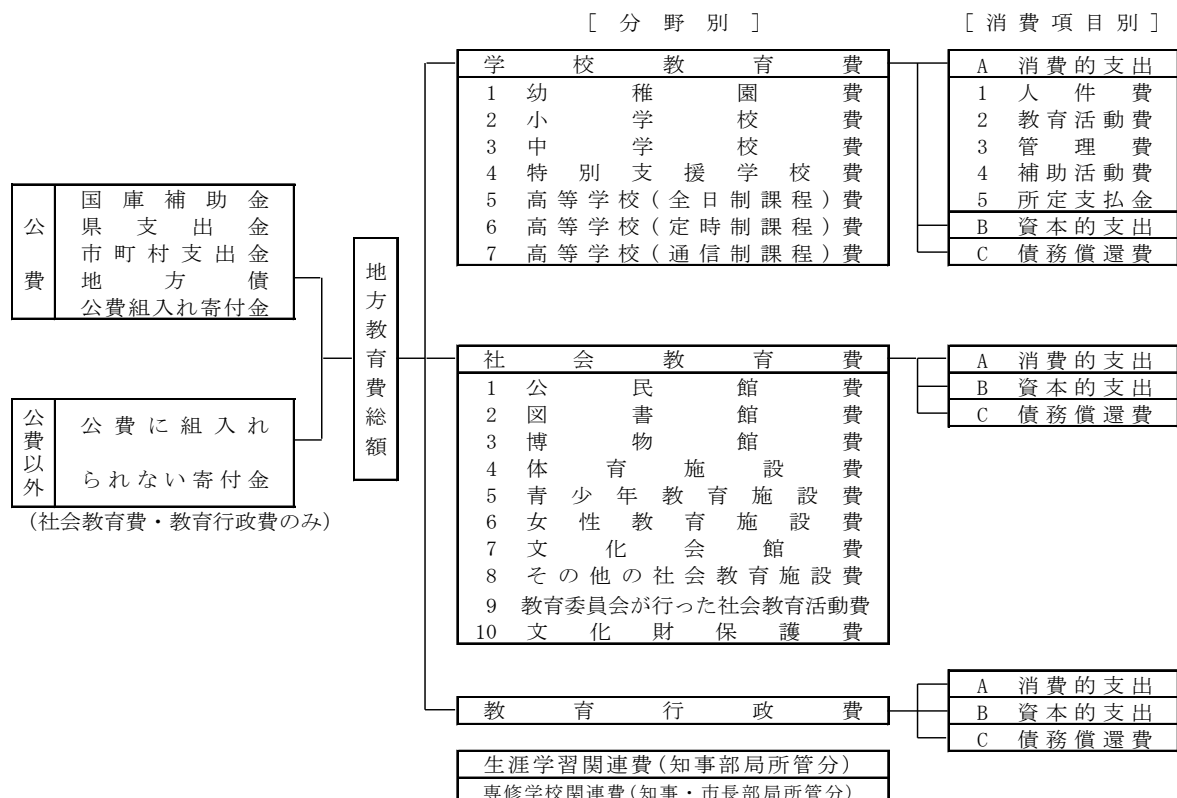 ［ 分 野 別 ］
［ 消 費 項 目 別 ］
公費
国庫補助金
県支出金
市町村支出金
地方債
公費組入れ寄付金
公費以外
公費に組入れ
られない寄付金
(社会教育費・教育行政費のみ)
地方教育費総額
学校教育費
1 幼稚園費
2 小学校費
3 中学校費
4 特別支援学校費
5 高等学校(全日制課程)費
6 高等学校(定時制課程)費
7 高等学校(通信制課程)費
A 消費的支出
1 人件費
2 教育活動費
3 管理費
4 補助活動費
5 所定支払金
B 資本的支出
C 債務償還費
社会教育費
1 公民館費
2 図書館費
3 博物館費
4 体育施設費
5 青少年教育施設費
6 女性教育施設費
7 文化会館費
8 その他の社会教育施設費
9 教育委員会が行った社会教育活動費
10 文化財保護費
A 消費的支出
B 資本的支出
C 債務償還費
教育行政費
A 消費的支出
B 資本的支出
C 債務償還費
生涯学習関連費(知事部局所管分)
専修学校関連費(知事・市長部局所管分)